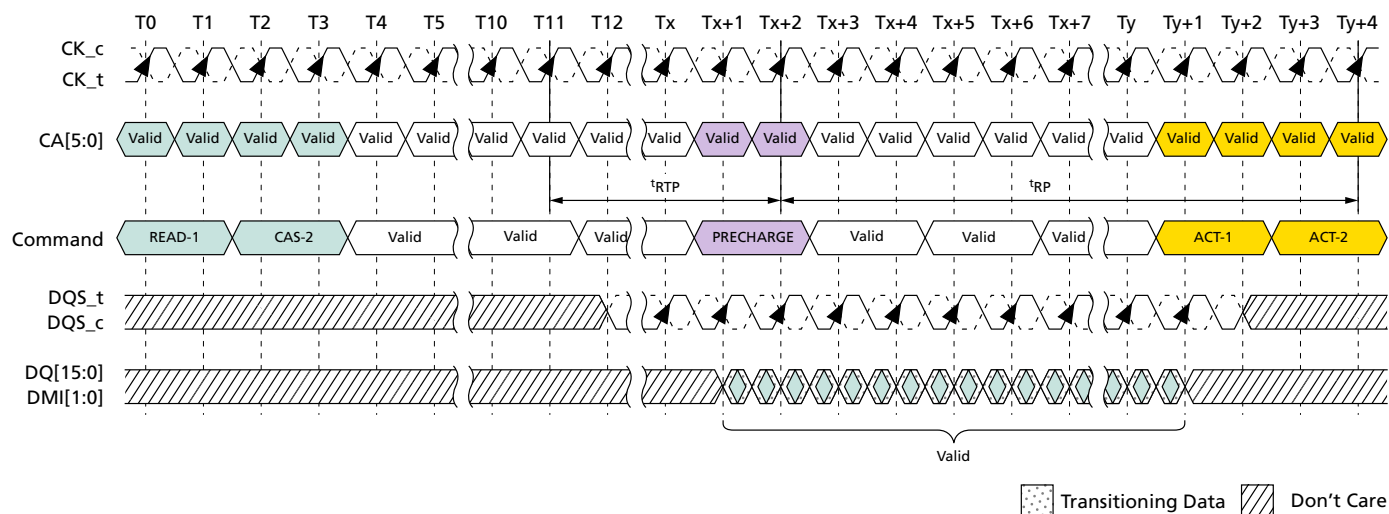 T0 T1 T2 T3 T4 T5 T10 T11 T12 Tx Tx+1 Tx+2 Tx+3 Tx+4 Tx+5 Tx+6 Tx+7 Ty Ty+1 Ty+2 Ty+3 Ty+4
CK_c
CK_t
CA[5:0] Valid Valid Valid Valid Valid Valid Valid Valid Valid Valid Valid Valid Valid Valid Valid Valid Valid Valid Valid Valid Valid Valid
tRTP tRP
Command READ-1 CAS-2 Valid Valid Valid PRECHARGE Valid Valid Valid ACT-1 ACT-2
DQS_t
DQS_c
DQ[15:0]
DMI[1:0]
Valid
Transitioning Data Don't Care